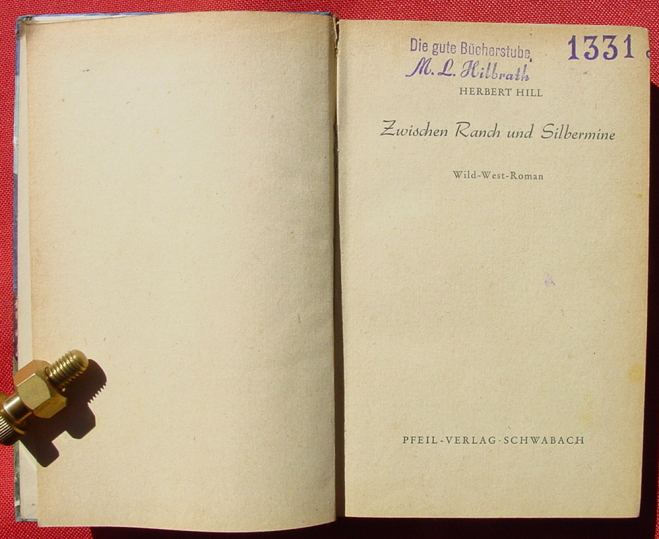 Die gute Bücherstube
M. L. Hilbrath
1331
HERBERT HILL
Zwischen Ranch und Silbermine
Wild-West-Roman
PFEIL-VERLAG·SCHWABACH